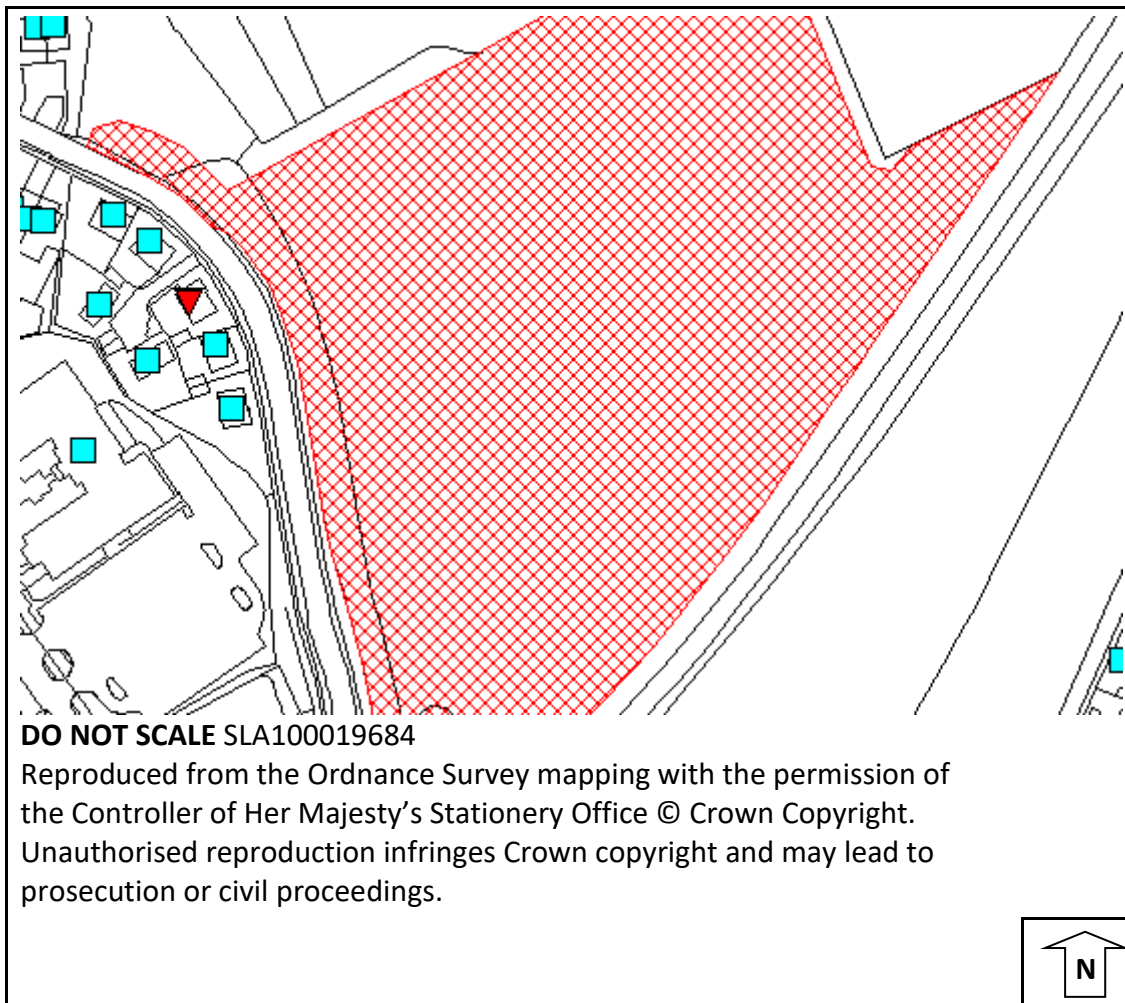 DO NOT SCALE SLA100019684
Reproduced from the Ordnance Survey mapping with the permission of
the Controller of Her Majesty’s Stationery Office © Crown Copyright.
Unauthorised reproduction infringes Crown copyright and may lead to
prosecution or civil proceedings.
N